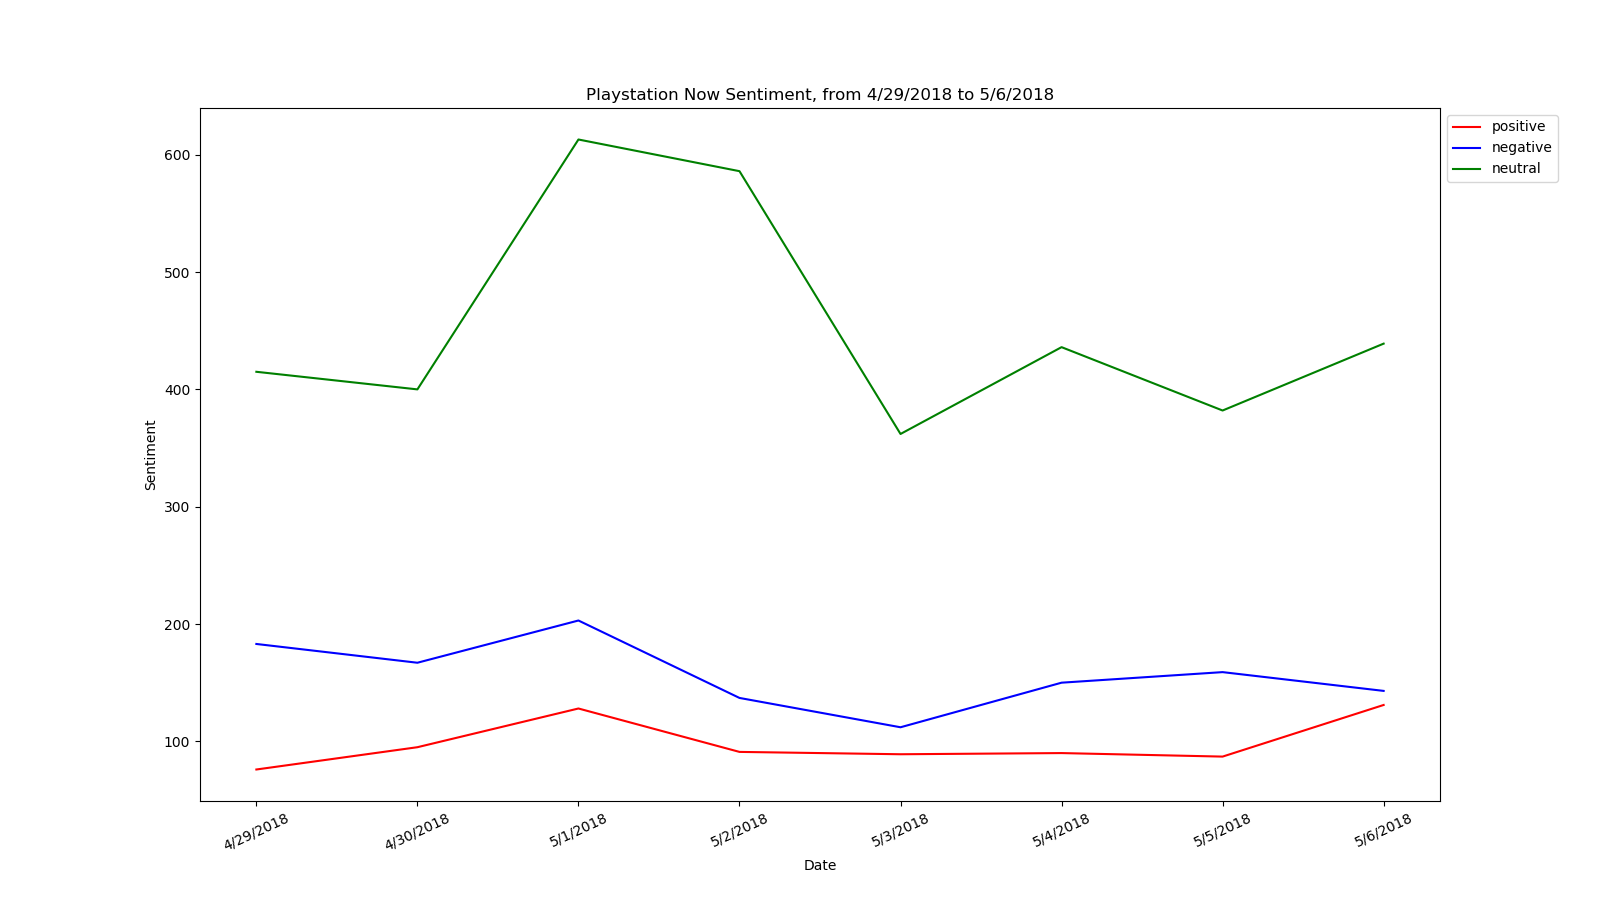 Playstation Now Sentiment, from 4/29/2018 to 5/6/2018
positive
negative
neutral
600
500
400
300
200
100
Sentiment
4/29/2018
4/30/2018
5/1/2018
5/2/2018
5/3/2018
5/4/2018
5/5/2018
5/6/2018
Date